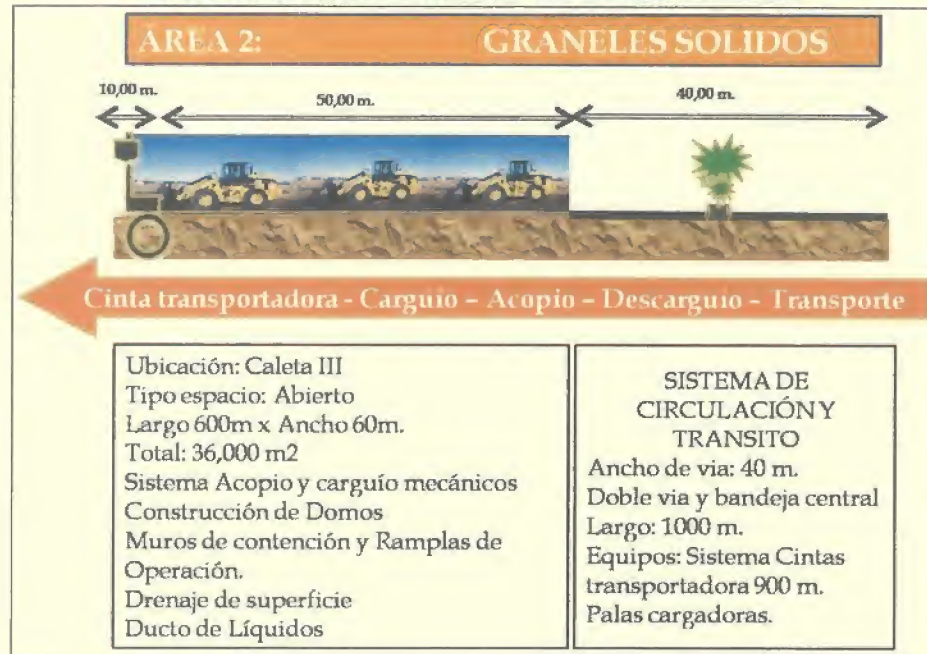 ÁREA 2: GRANELES SOLIDOS
10,00 m. 50,00 m. 40,00 m.
Cinta transportadora - Carguio – Acopio – Descarguio – Transporte
Ubicación: Caleta III
Tipo espacio: Abierto
Largo 600m x Ancho 60m.
Total: 36,000 m2
Sistema Acopio y carguío mecánicos
Construcción de Domos
Muros de contención y Ramplas de
Operación.
Drenaje de superficie
Ducto de Líquidos
SISTEMA DE
CIRCULACIÓN Y
TRANSITO
Ancho de via: 40 m.
Doble via y bandeja central
Largo: 1000 m.
Equipos: Sistema Cintas
transportadora 900 m.
Palas cargadoras.